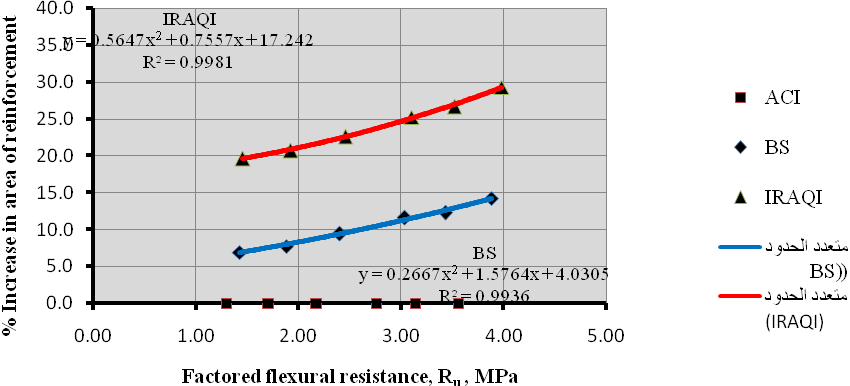 % Increase in area of reinforcement
40.0
35.0
30.0
25.0
20.0
15.0
10.0
5.0
0.0
IRAQI
y = 0.5647x² + 0.7557x + 17.242
R² = 0.9981
BS
y = 0.2667x² + 1.5764x + 4.0305
R² = 0.9936
0.00 1.00 2.00 3.00 4.00 5.00
Factored flexural resistance, Rᵤ , MPa
ACI
BS
IRAQI
متعدد الحدود
BS))
متعدد الحدود
(IRAQI)